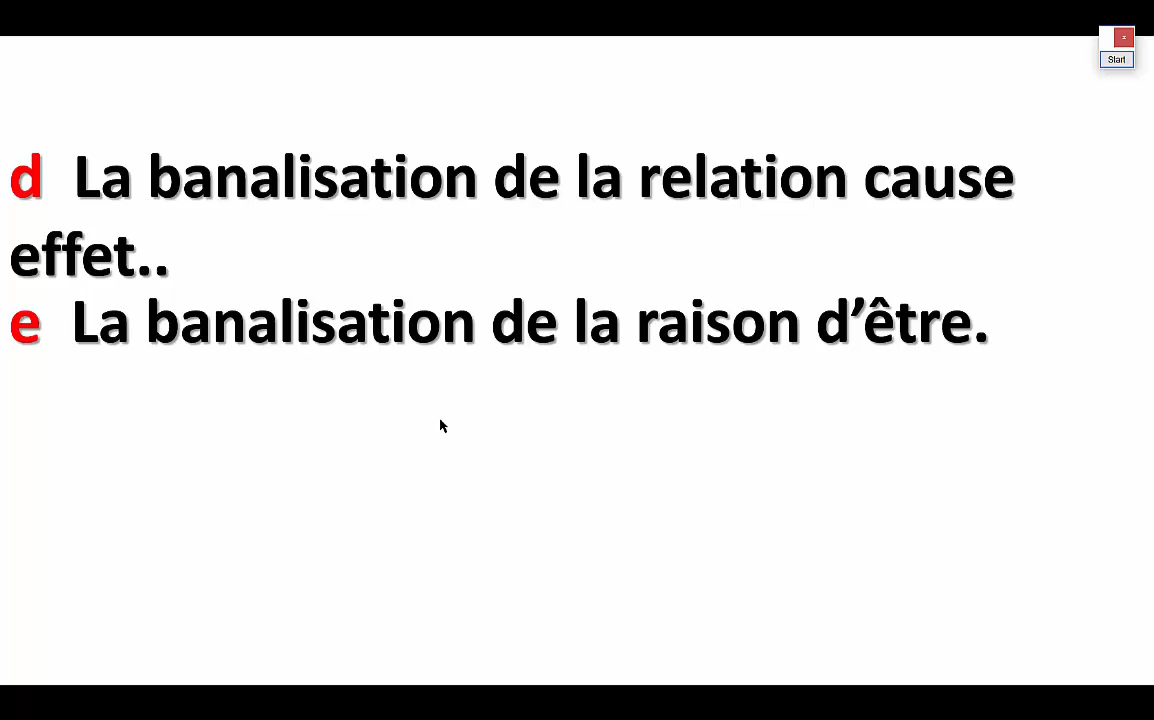 x
Start
d La banalisation de la relation cause
effet..
e La banalisation de la raison d’être.